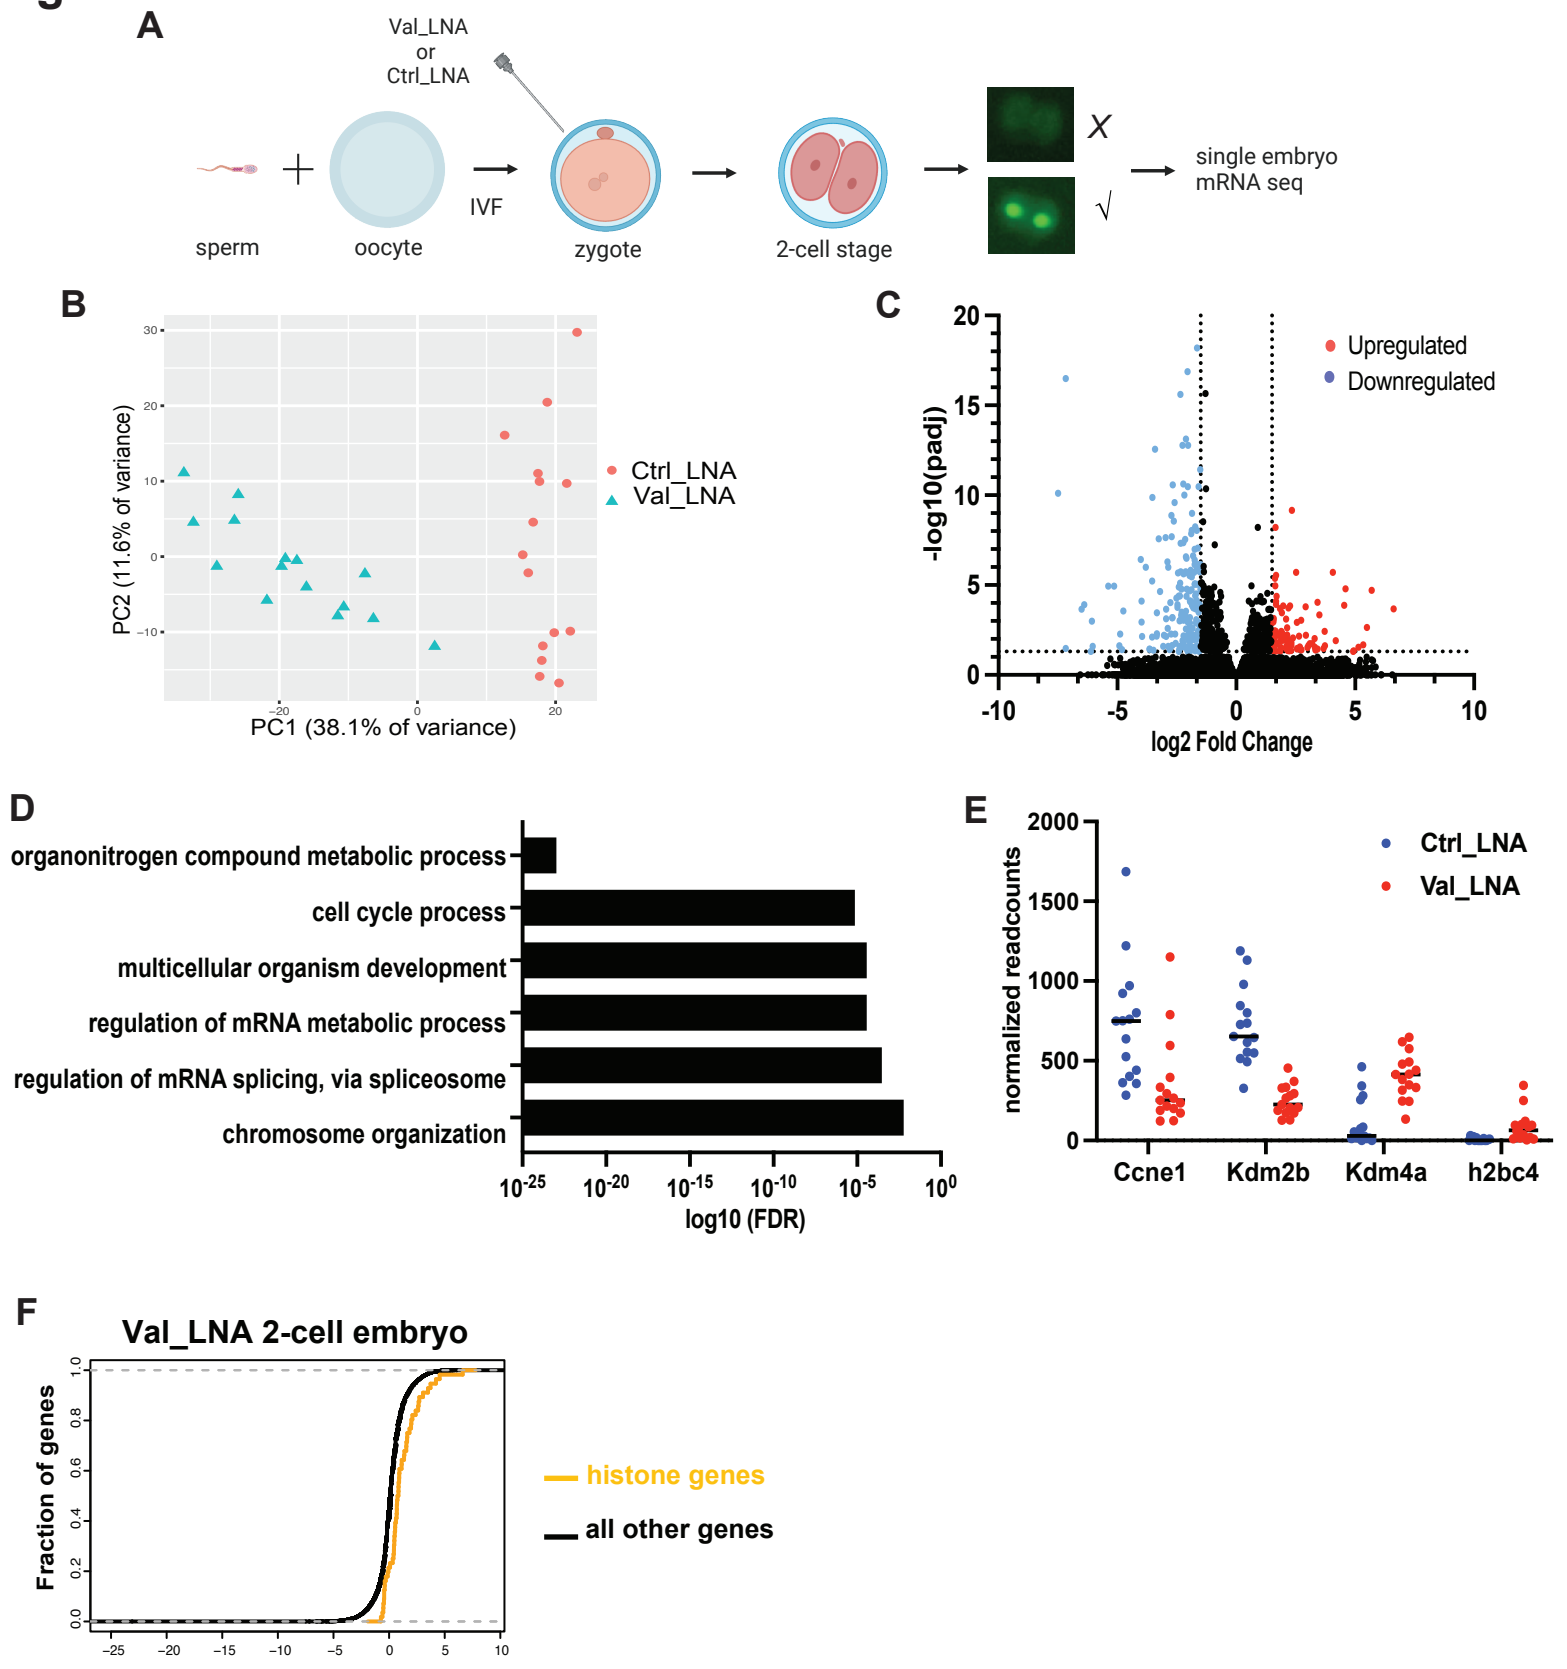 A
Val_LNA
or
Ctrl_LNA
IVF
sperm
oocyte
zygote
2-cell stage
X
√
single embryo
mRNA seq
B
30
20
10
0
−10
−20
0
20
PC2 (11.6% of variance)
PC1 (38.1% of variance)
Ctrl_LNA
Val_LNA
C
20
15
10
5
0
-10
-5
0
5
10
-log10(padj)
log2 Fold Change
Upregulated
Downregulated
D
organonitrogen compound metabolic process
cell cycle process
multicellular organism development
regulation of mRNA metabolic process
regulation of mRNA splicing, via spliceosome
chromosome organization
10-25
10-20
10-15
10-10
10-5
100
log10 (FDR)
E
2000
1500
1000
500
0
normalized readcounts
Ctrl_LNA
Val_LNA
Ccne1
Kdm2b
Kdm4a
h2bc4
F
Val_LNA 2-cell embryo
1.0
0.8
0.6
0.4
0.2
0.0
Fraction of genes
−25
−20
−15
−10
−5
0
5
10
histone genes
all other genes